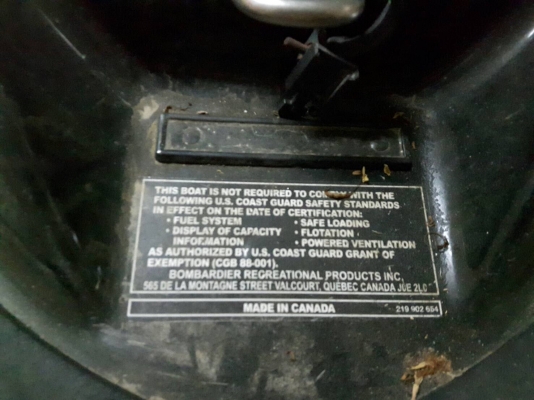 THIS BOAT IS NOT REQUIRED TO COMPLY WITH THE
FOLLOWING U.S. COAST GUARD SAFETY STANDARDS
IN EFFECT ON THE DATE OF CERTIFICATION:
• FUEL SYSTEM • SAFE LOADING
• DISPLAY OF CAPACITY • FLOTATION
INFORMATION • POWERED VENTILATION
AS AUTHORIZED BY U.S. COAST GUARD GRANT OF
EXEMPTION (CGB 88-001).
BOMBARDIER RECREATIONAL PRODUCTS INC.
565 DE LA MONTAGNE STREET VALCOURT, QUÉBEC CANADA J0E 2L0
MADE IN CANADA 219 902 654